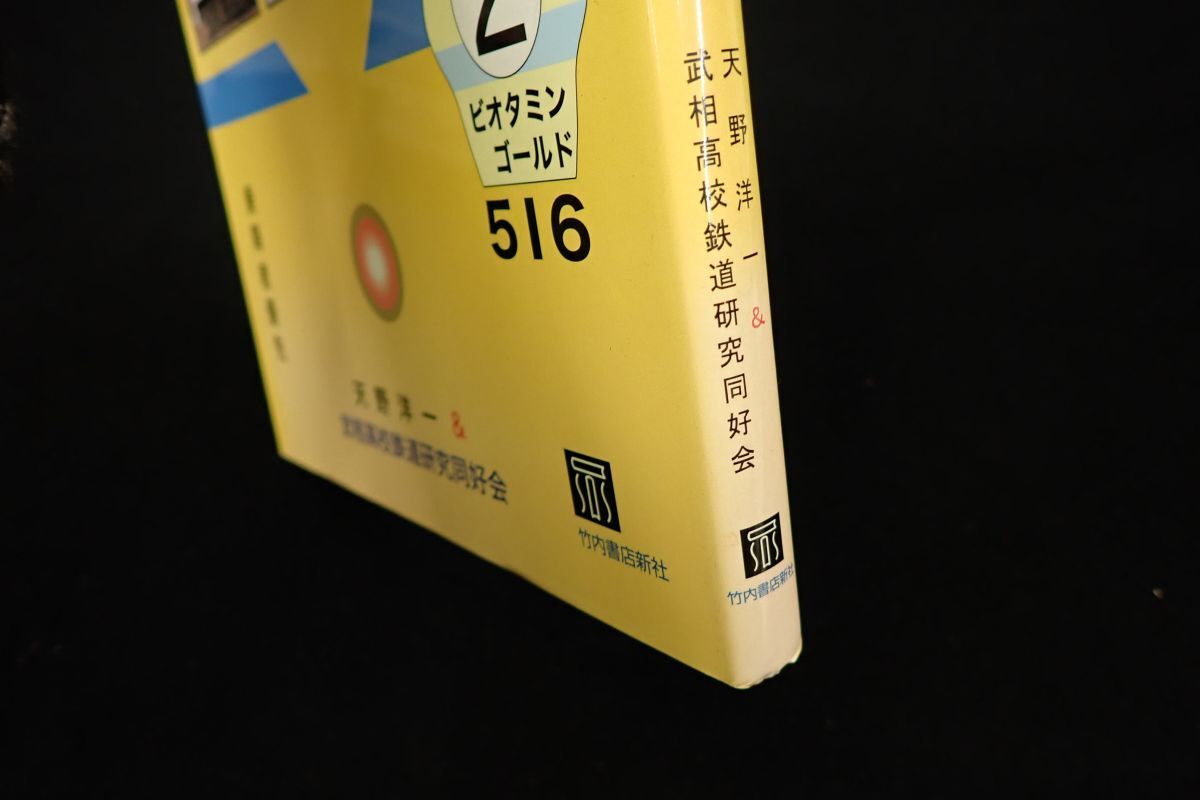 2
ビオタミン
ゴールド
516
天野洋一 &
武相高校鉄道研究同好会
竹内書店新社
天野洋一 &
武相高校鉄道研究同好会
竹内書店新社